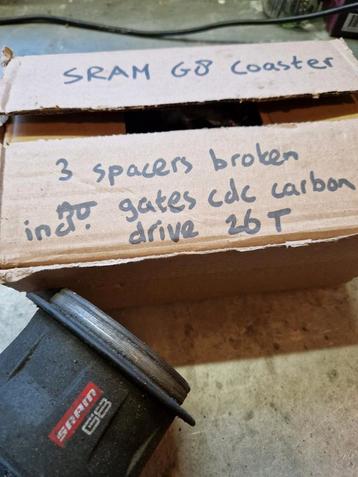 SRAM G8 Coaster
3 spacers broken
incl. gates cdc carbon
drive 26T
SRAM
G8